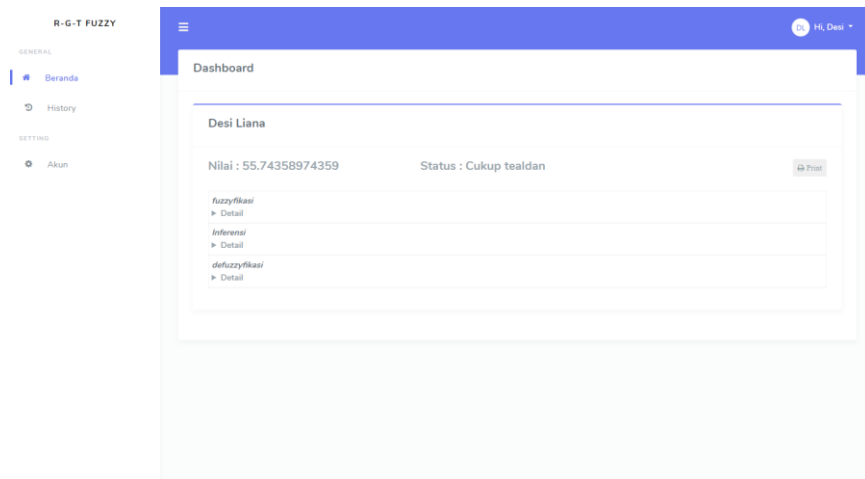 R-G-T FUZZY
GENERAL
Beranda
History
SETTING
Akun
DL Hi, Desi
Dashboard
Desi Liana
Nilai : 55.74358974359
Status : Cukup tealdan
Print
fuzzyfikasi
Detail
Inferensi
Detail
defuzzyfikasi
Detail